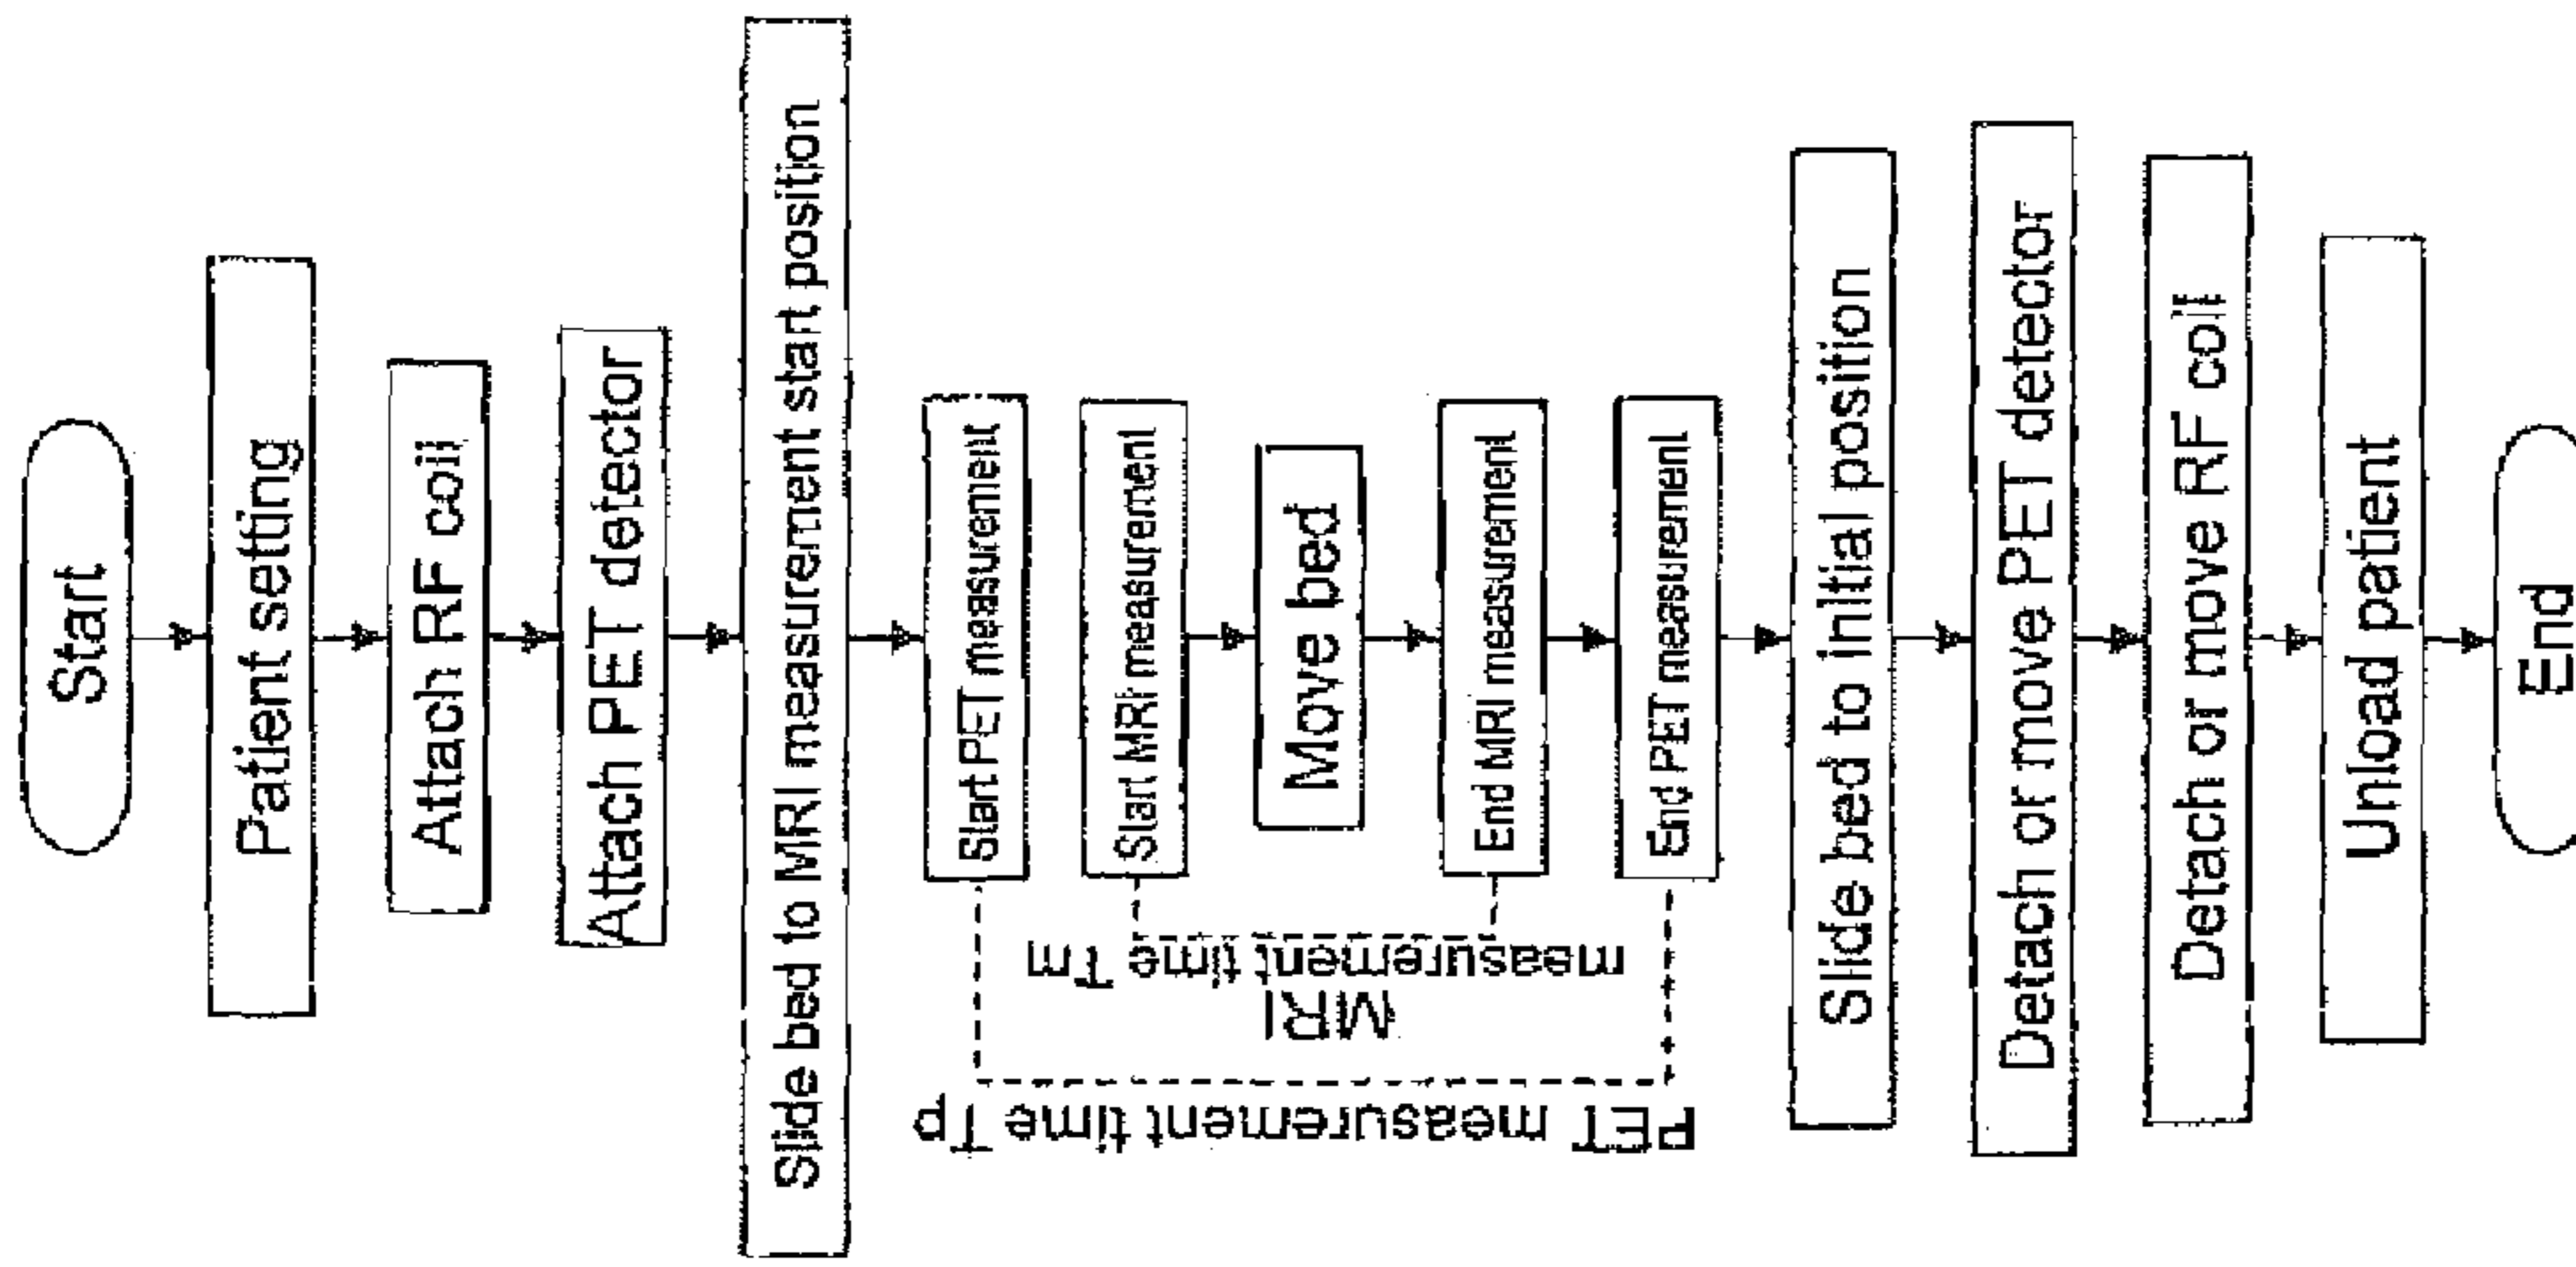 Start
Patient setting
Attach RF coil
Attach PET detector
Slide bed to MRI measurement start position
Start PET measurement
Start MRI measurement
Move bed
End MRI measurement
End PET measurement
MRI
measurement time Tm
PET measurement time Tp
Slide bed to initial position
Detach or move PET detector
Detach or move RF coil
Unload patient
End